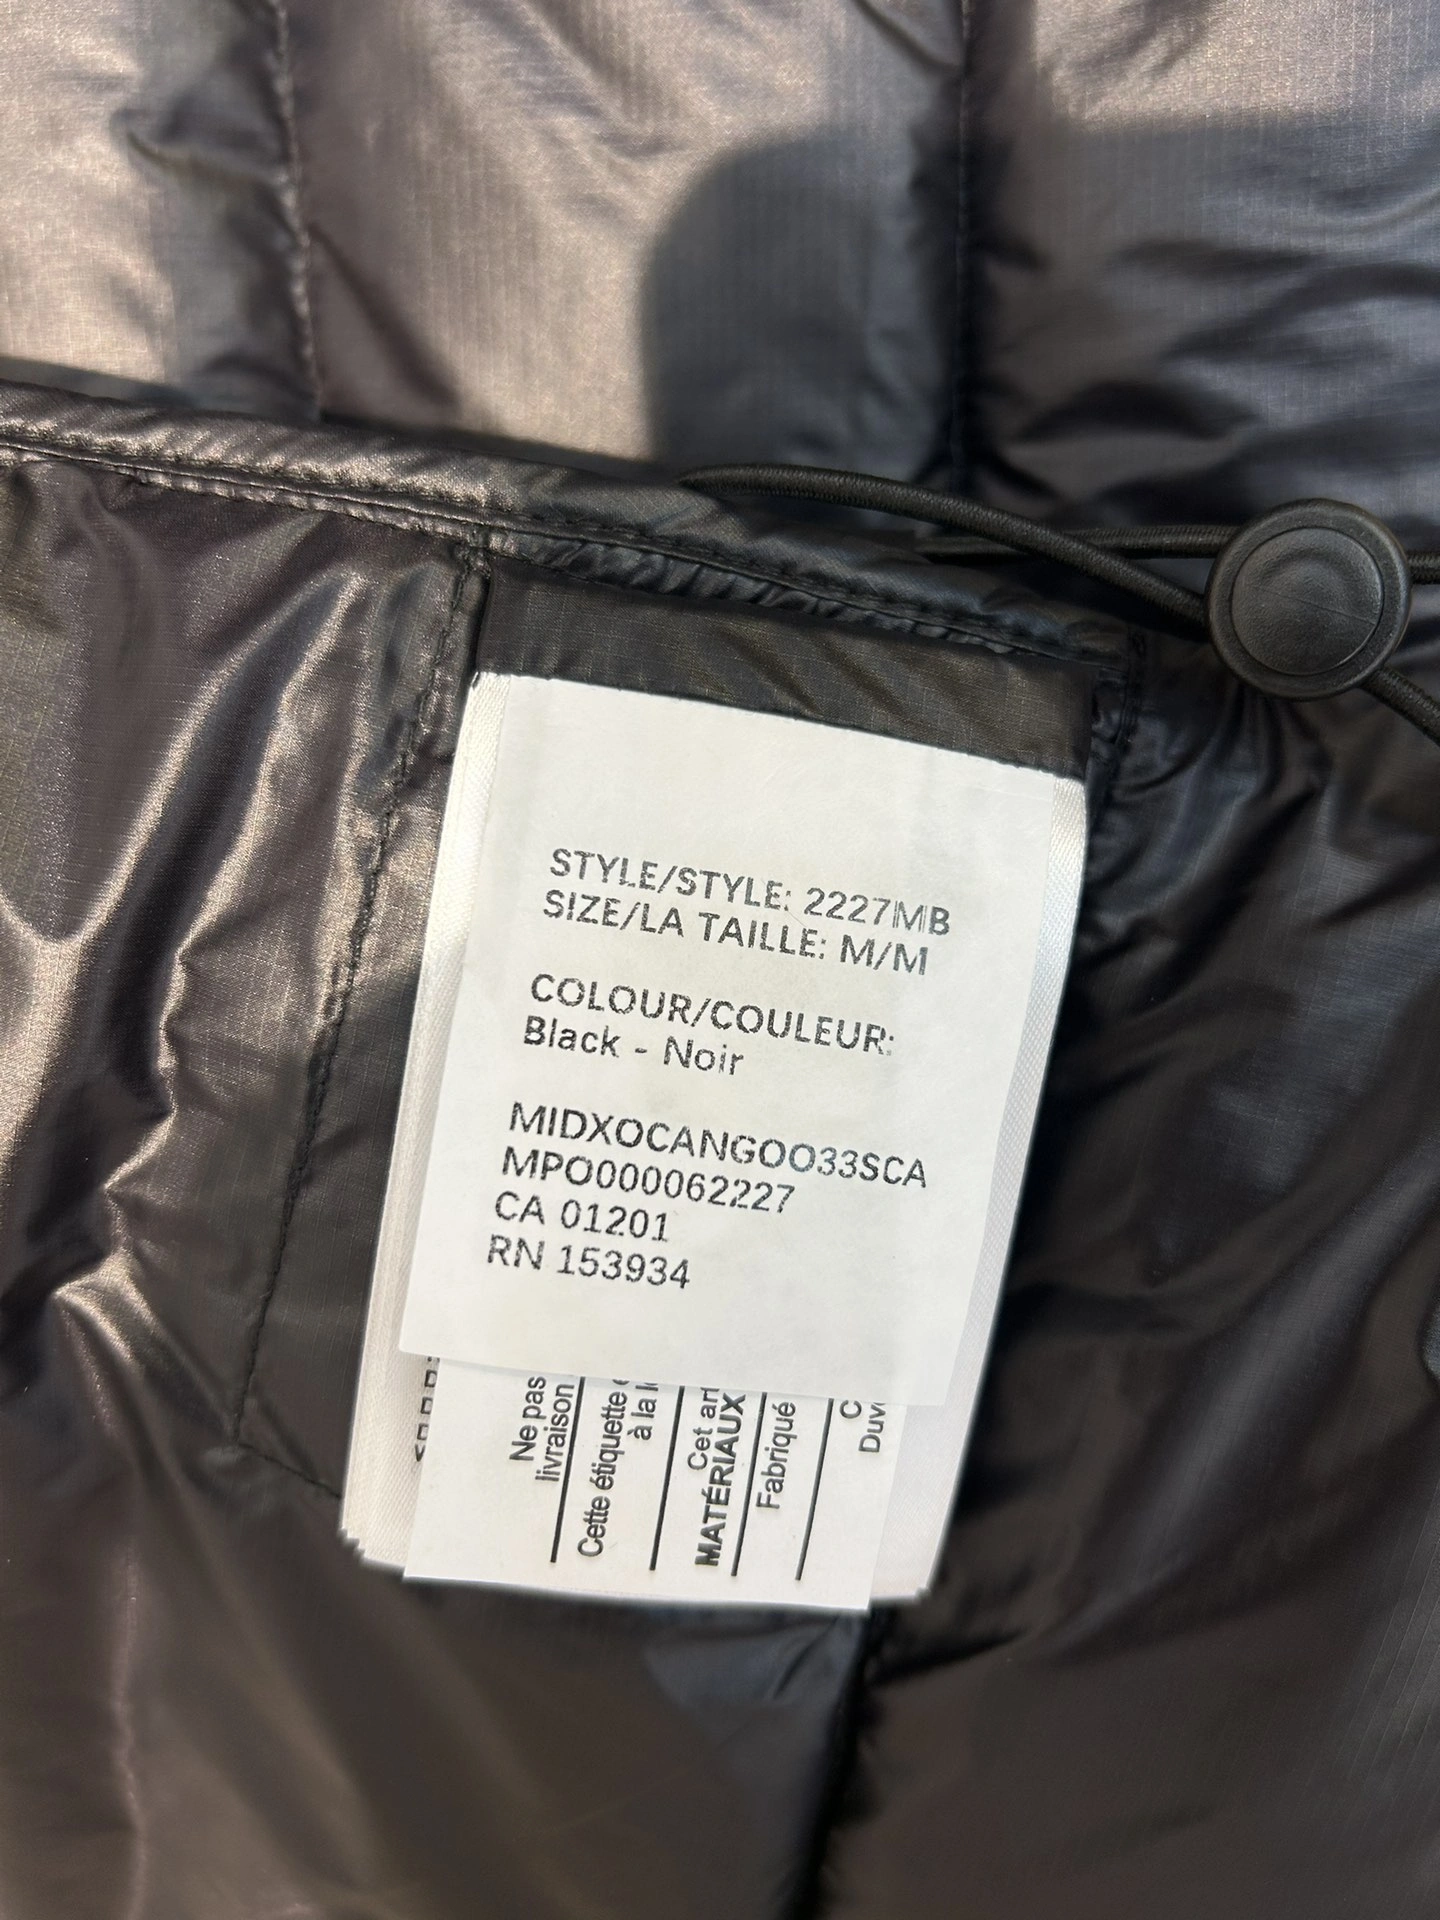 STYLE/STYLE: 2227MB
SIZE/LA TAILLE: M/M
COLOUR/COULEUR:
Black - Noir
MIDXOCANGOO33SCA
MPO000062227
CA 01201
RN 153934
Ne pas
livraison
Cette étiquette
à la
Cet
MATÉRIAUX
Fabriqué